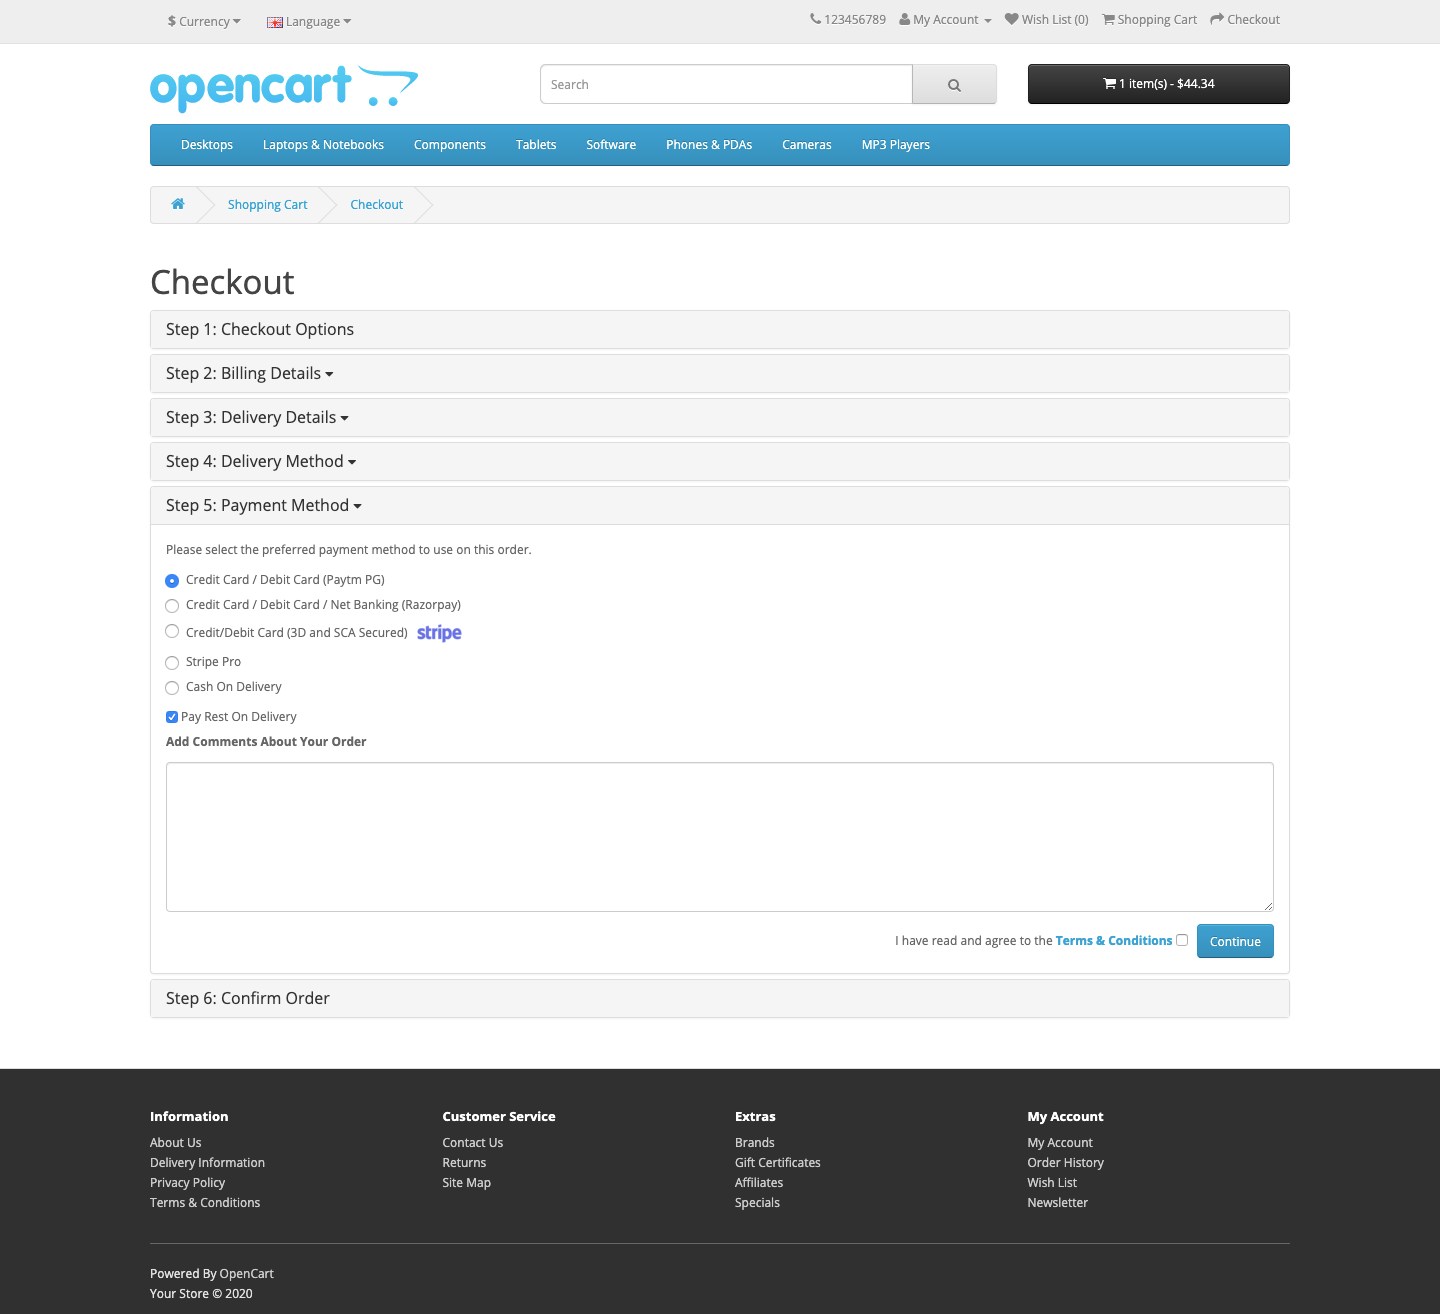 $ Currency
Language
123456789
My Account
Wish List (0)
Shopping Cart
Checkout
opencart
Search
1 item(s) - $44.34
Desktops
Laptops & Notebooks
Components
Tablets
Software
Phones & PDAs
Cameras
MP3 Players
Shopping Cart
Checkout
Checkout
Step 1: Checkout Options
Step 2: Billing Details
Step 3: Delivery Details
Step 4: Delivery Method
Step 5: Payment Method
Please select the preferred payment method to use on this order.
Credit Card / Debit Card (Paytm PG)
Credit Card / Debit Card / Net Banking (Razorpay)
Credit/Debit Card (3D and SCA Secured) stripe
Stripe Pro
Cash On Delivery
Pay Rest On Delivery
Add Comments About Your Order
I have read and agree to the Terms & Conditions
Continue
Step 6: Confirm Order
Information
About Us
Delivery Information
Privacy Policy
Terms & Conditions
Customer Service
Contact Us
Returns
Site Map
Extras
Brands
Gift Certificates
Affiliates
Specials
My Account
My Account
Order History
Wish List
Newsletter
Powered By OpenCart
Your Store © 2020